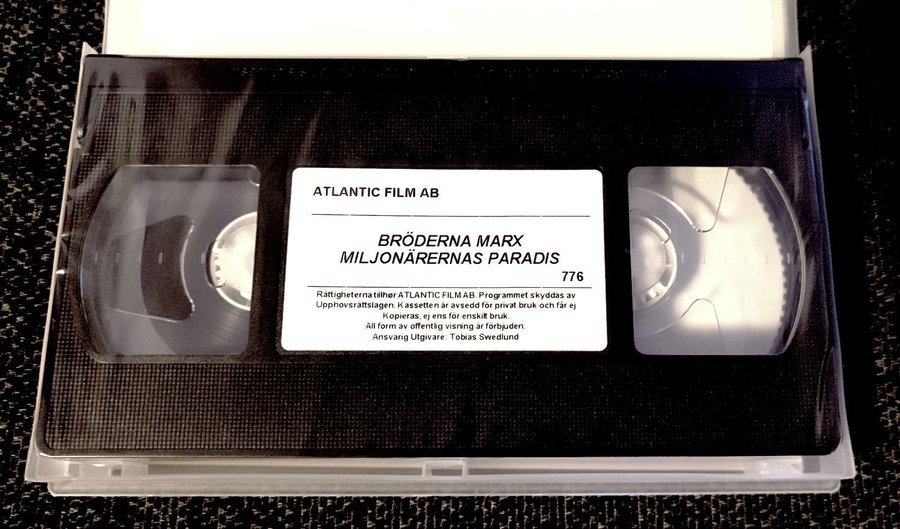 ATLANTIC FILM AB
BRÖDERNA MARX
MILJONÄRERNAS PARADIS
776
Rättigheterna tillhør ATLANTIC FILM AB. Programmet skyddas av
Upphovsrättslagen. Kassetten är avsedd för privat bruk och får ej
Kopieras, ej ens för enskilt bruk.
All form av offentlig visning är förbjuden.
Ansvarig Utgivare: Tobias Swedlund